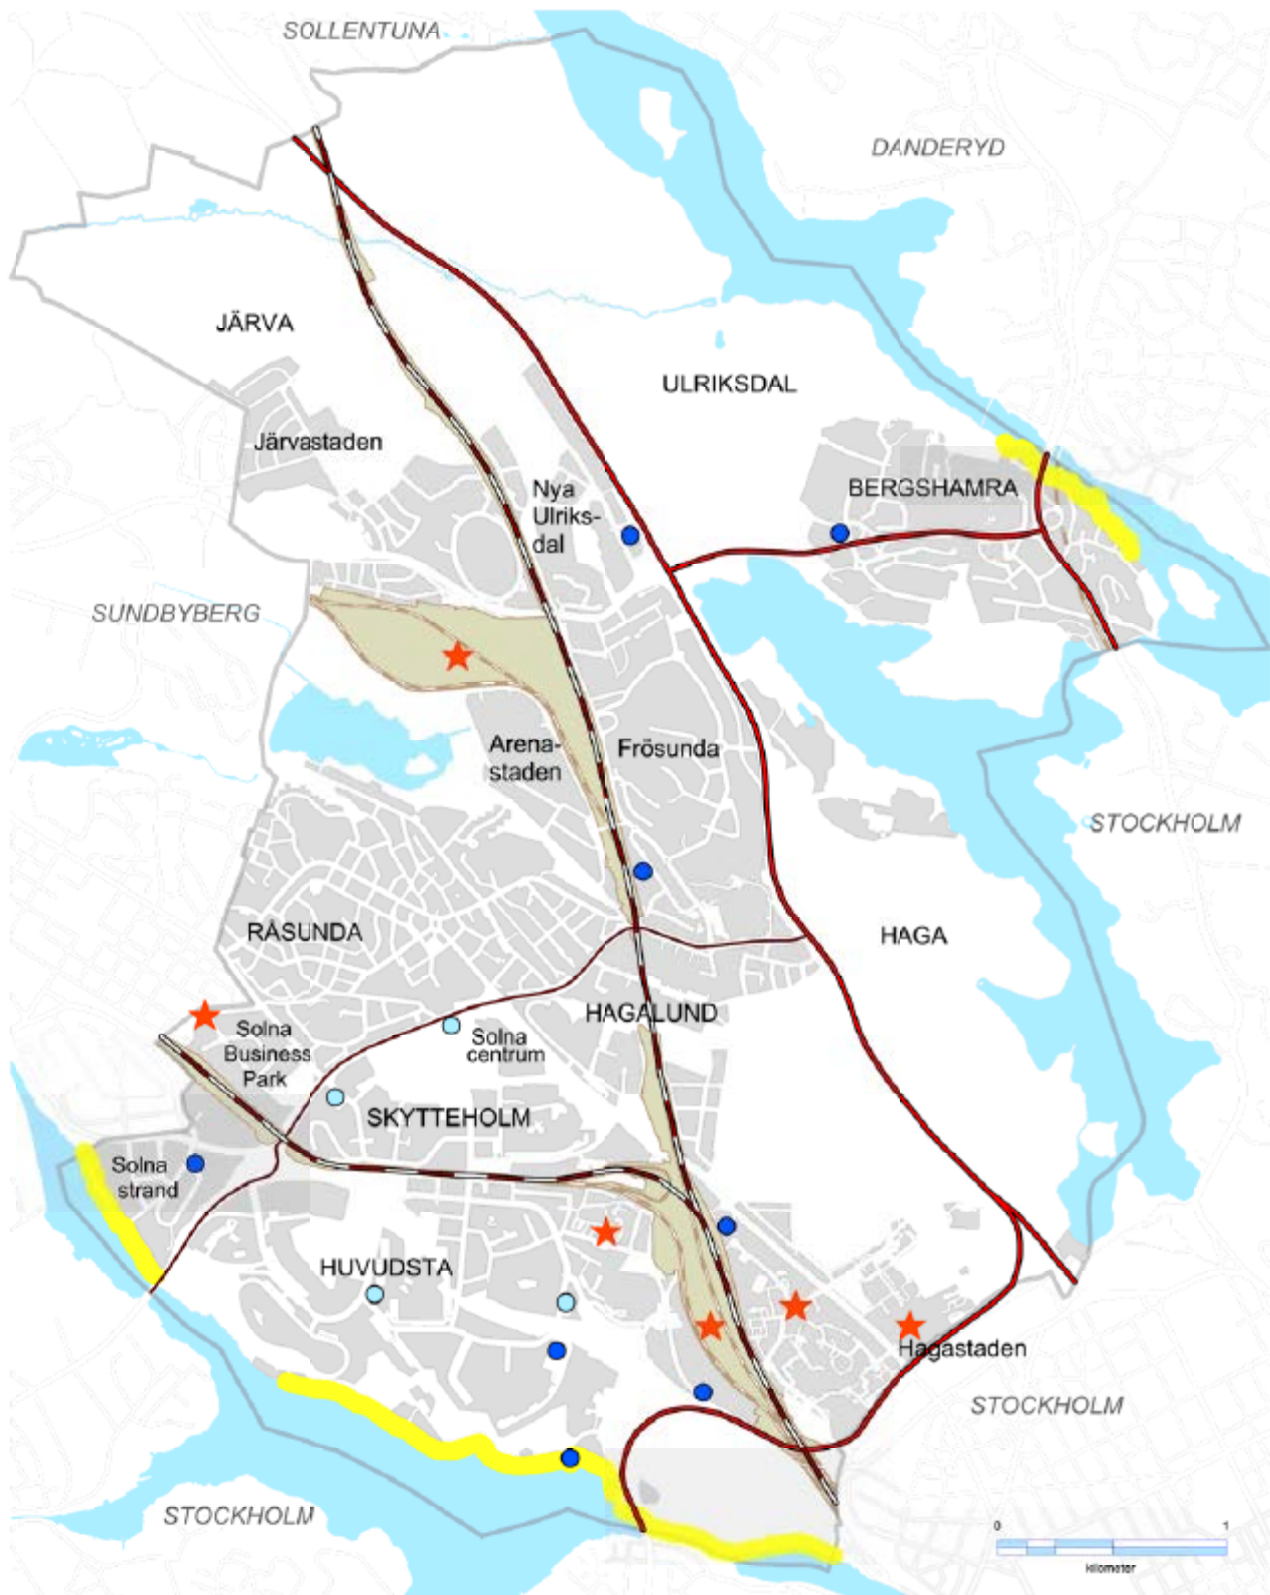 SOLLENTUNA
DANDERYD
JÄRVA
ULRIKSDAL
Järvastaden
Nya
Ulriks-
dal
BERGSHAMRA
SUNDBYBERG
Arena-
staden
Frösunda
STOCKHOLM
RÅSUNDA
HAGA
HAGALUND
Solna
Business
Park
Solna
centrum
SKYTTEHOLM
Solna
strand
HUVUDSTA
Hagastaden
STOCKHOLM
STOCKHOLM
0 1
kilometer